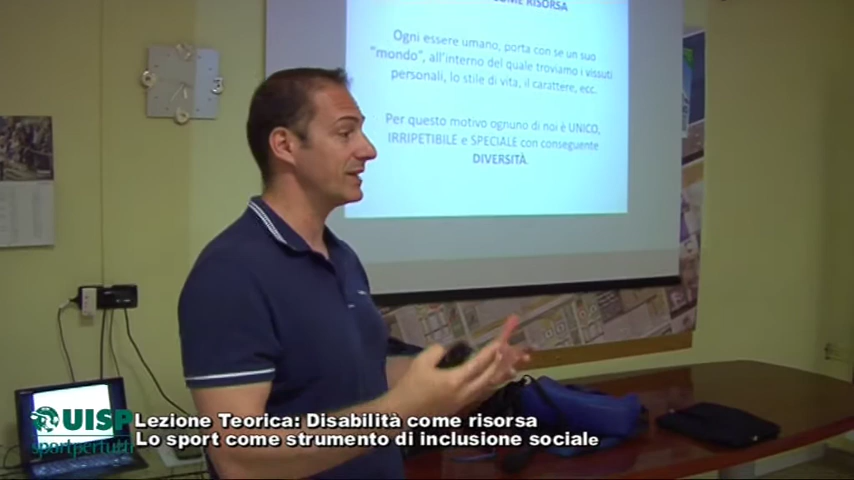 COME RISORSA
Ogni essere umano, porta con se un suo
"mondo", all'interno del quale troviamo i vissuti
personali, lo stile di vita, il carattere, ecc.
Per questo motivo ognuno di noi è UNICO,
IRRIPETIBILE e SPECIALE con conseguente
DIVERSITÀ.
UISP
sportpertutti
Lezione Teorica: Disabilità come risorsa
Lo sport come strumento di inclusione sociale